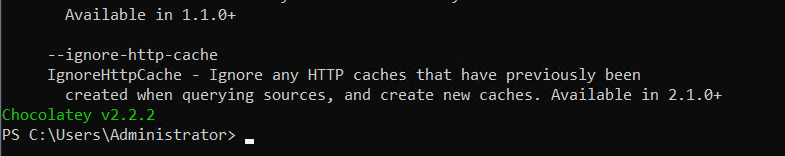 Available in 1.1.0+
--ignore-http-cache
IgnoreHttpCache - Ignore any HTTP caches that have previously been
created when querying sources, and create new caches. Available in 2.1.0+
Chocolatey v2.2.2
PS C:\Users\Administrator>